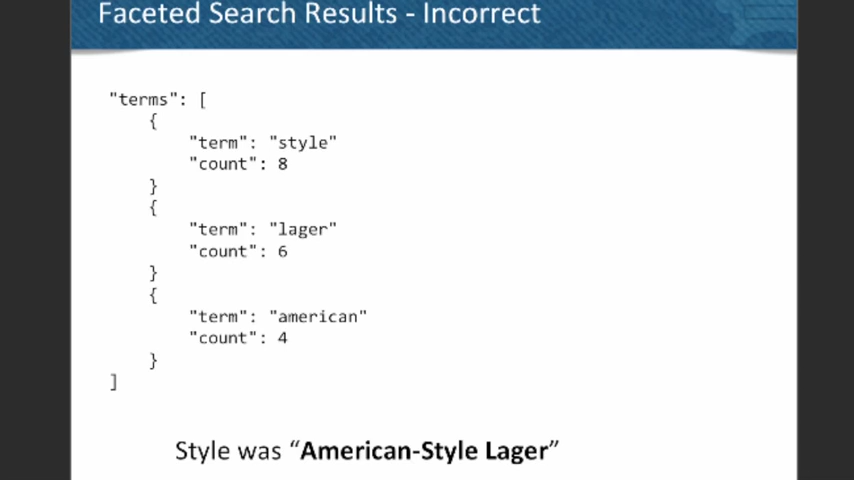 Faceted Search Results - Incorrect
"terms": [
{
"term": "style"
"count": 8
}
{
"term": "lager"
"count": 6
}
{
"term": "american"
"count": 4
}
]
Style was “American-Style Lager”